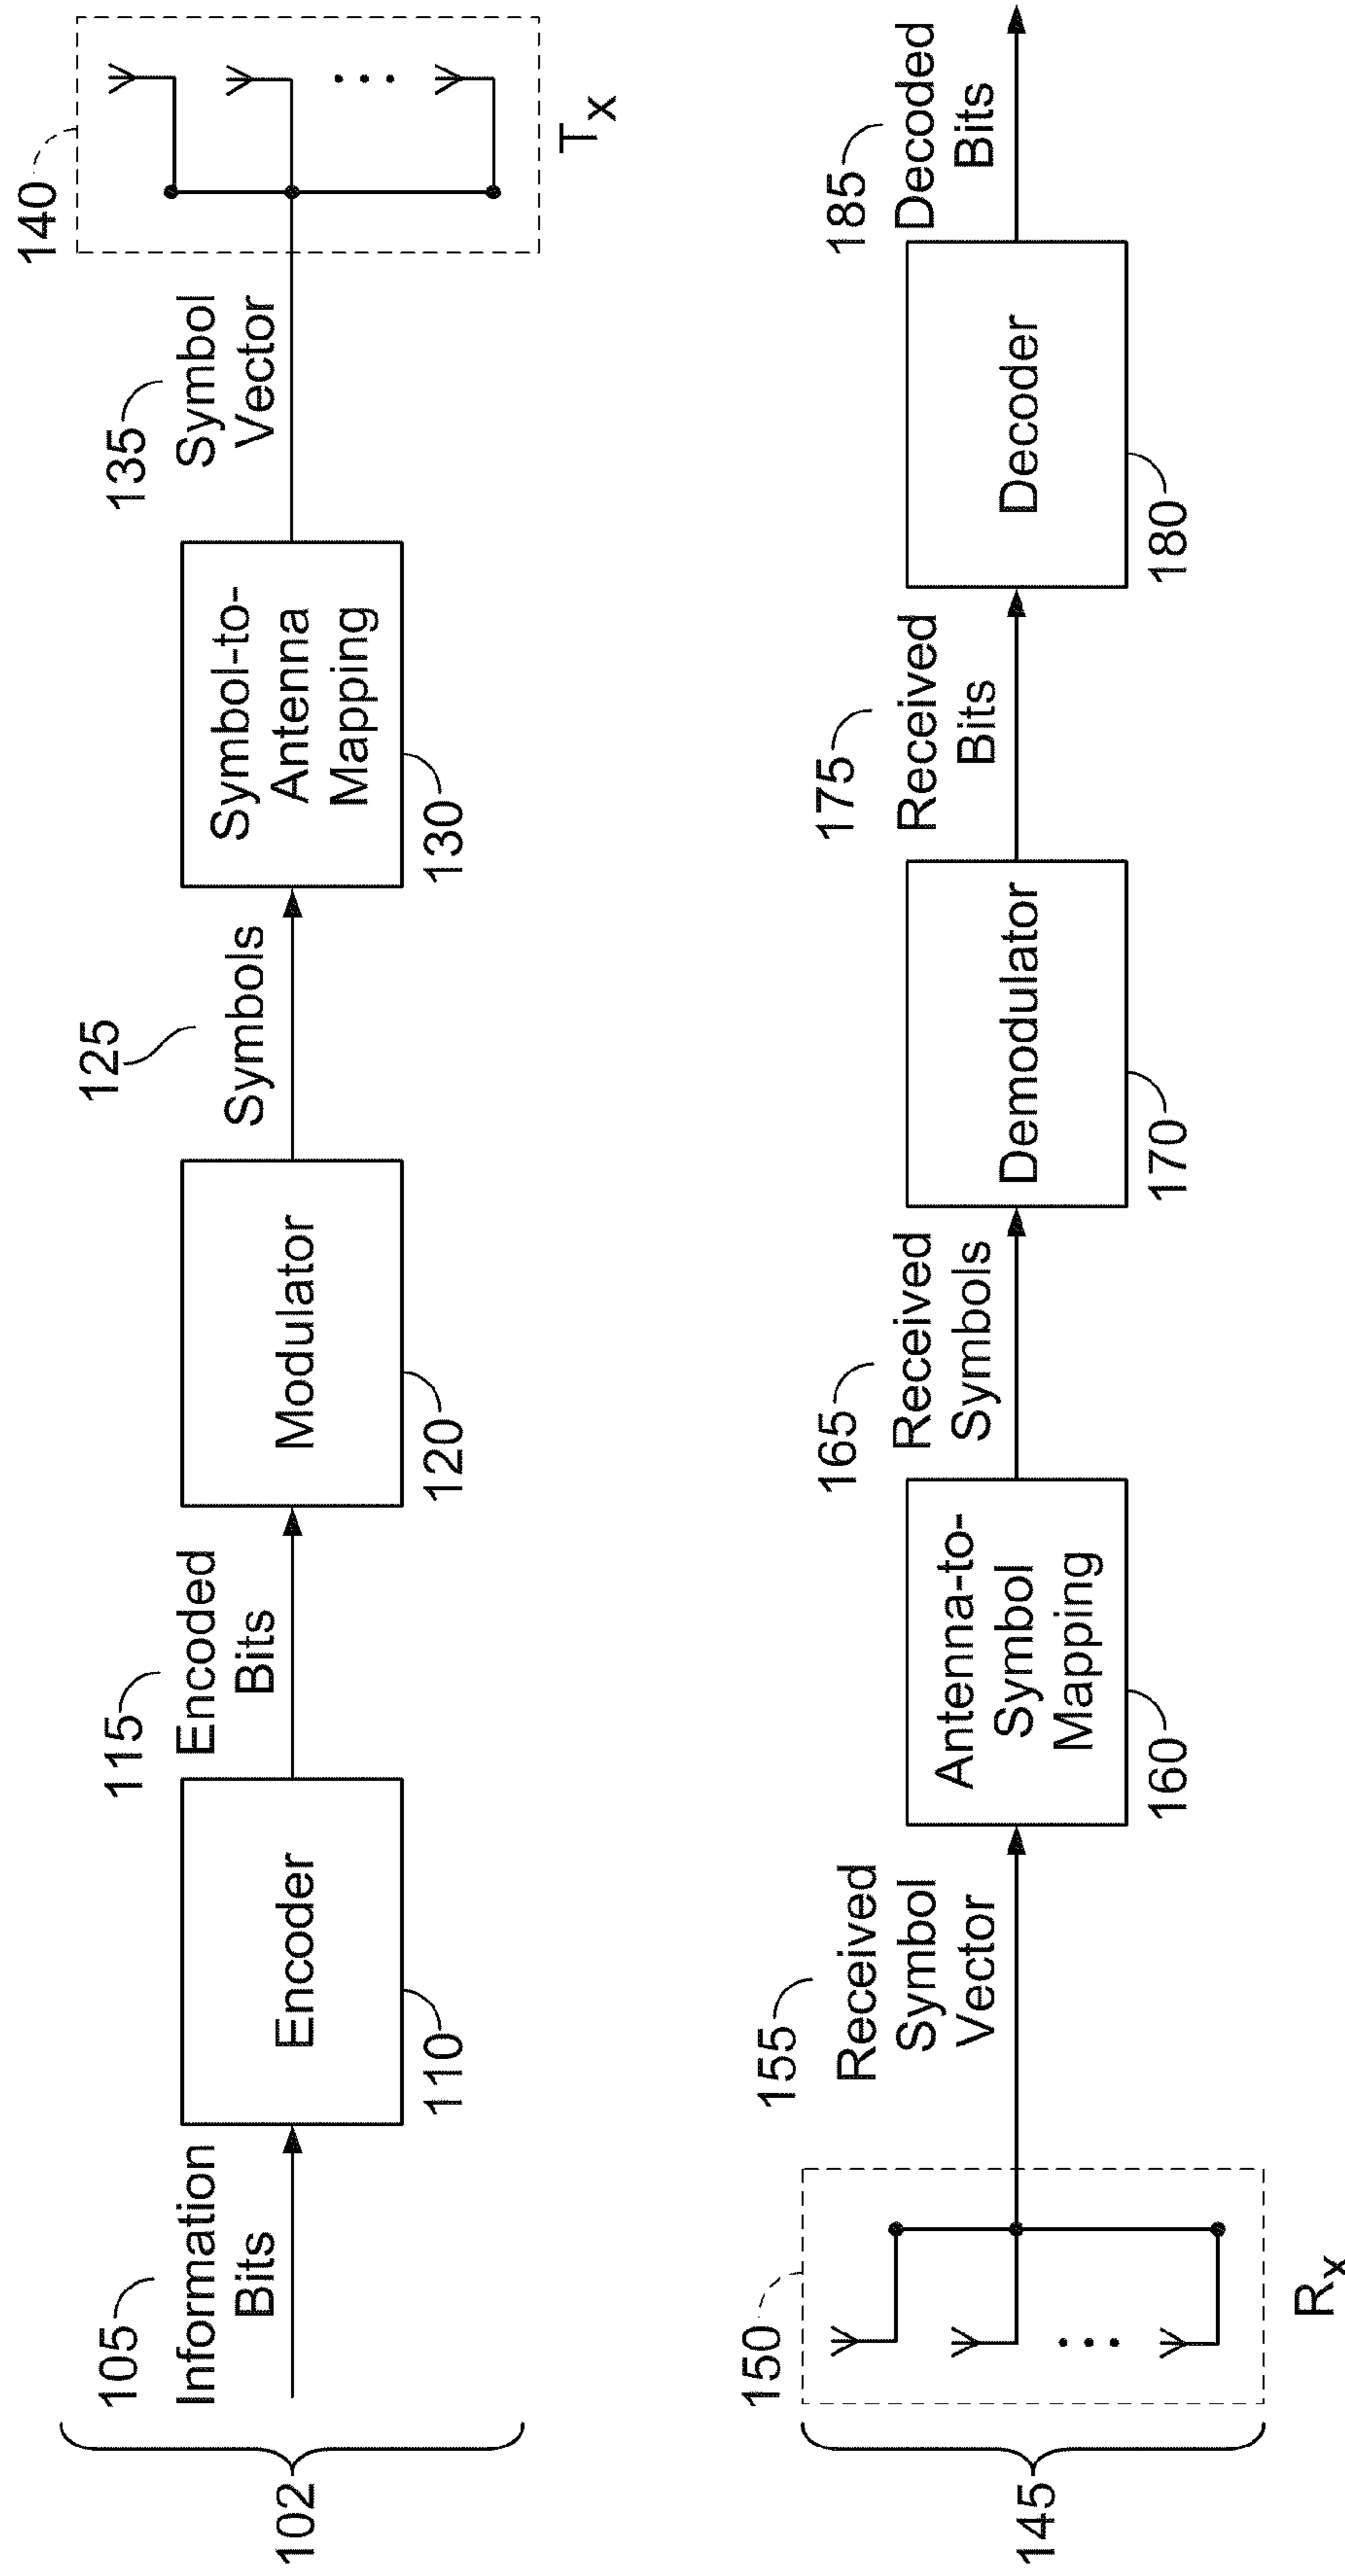 102
105
Information
Bits
Encoder
110
115
Encoded
Bits
Modulator
120
125
Symbols
Symbol-to-
Antenna
Mapping
130
135
Symbol
Vector
140
Tx
145
150
Rx
155
Received
Symbol
Vector
Antenna-to-
Symbol
Mapping
160
165
Received
Symbols
Demodulator
170
175
Received
Bits
Decoder
180
185
Decoded
Bits